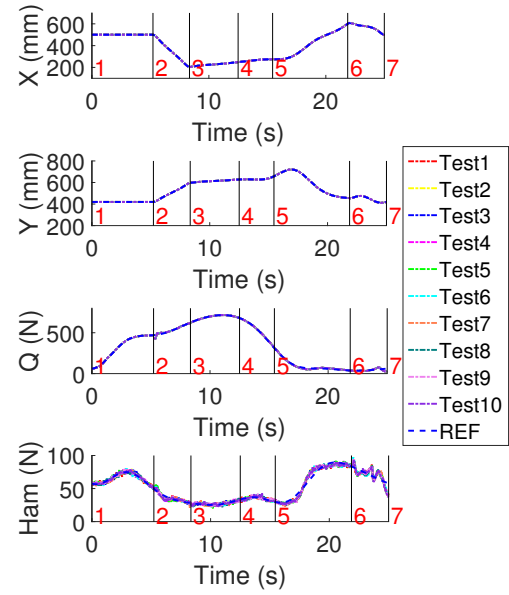 X (mm)
600
400
200
1 2 3 4 5 6 7
0 10 20
Time (s)
Y (mm)
800
600
400
200
1 2 3 4 5 6 7
0 10 20
Time (s)
Q (N)
500
0
1 2 3 4 5 6 7
0 10 20
Time (s)
Ham (N)
100
50
0
1 2 3 4 5 6 7
0 10 20
Time (s)
Test1
Test2
Test3
Test4
Test5
Test6
Test7
Test8
Test9
Test10
REF